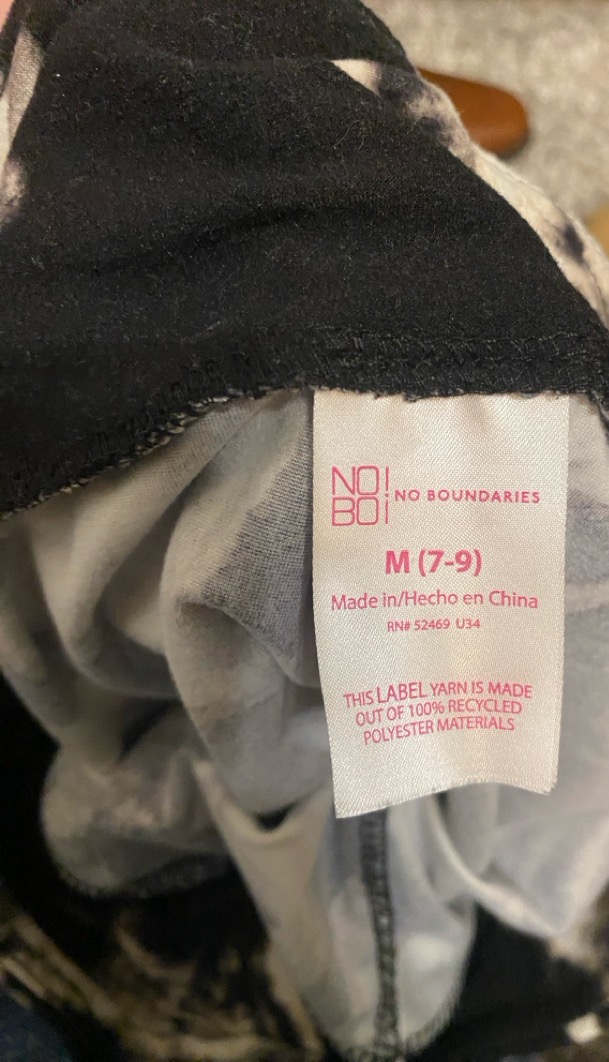 NO!
BO¡ NO BOUNDARIES
M (7-9)
Made in/Hecho en China
RN# 52469 U34
THIS LABEL YARN IS MADE
OUT OF 100% RECYCLED
POLYESTER MATERIALS